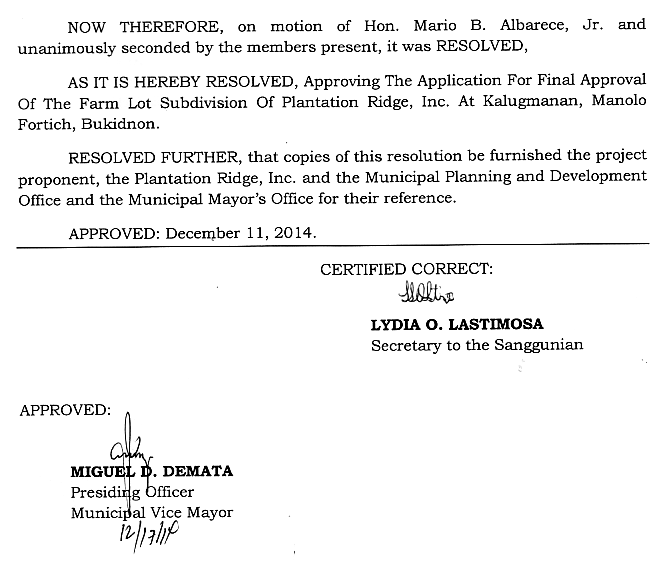 NOW THEREFORE, on motion of Hon. Mario B. Albarece, Jr. and
unanimously seconded by the members present, it was RESOLVED,
AS IT IS HEREBY RESOLVED, Approving The Application For Final Approval
Of The Farm Lot Subdivision Of Plantation Ridge, Inc. At Kalugmanan, Manolo
Fortich, Bukidnon.
RESOLVED FURTHER, that copies of this resolution be furnished the project
proponent, the Plantation Ridge, Inc. and the Municipal Planning and Development
Office and the Municipal Mayor's Office for their reference.
APPROVED: December 11, 2014.
CERTIFIED CORRECT:
LYDIA O. LASTIMOSA
Secretary to the Sanggunian
APPROVED:
MIGUEL D. DEMATA
Presiding Officer
Municipal Vice Mayor
12/17/14